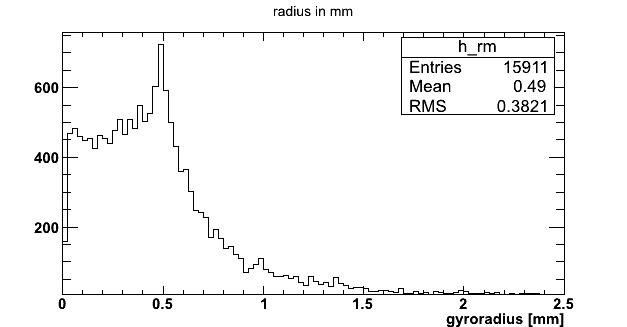 radius in mm
h_rm
Entries 15911
Mean 0.49
RMS 0.3821
600
400
200
0 0.5 1 1.5 2 2.5
gyroradius [mm]